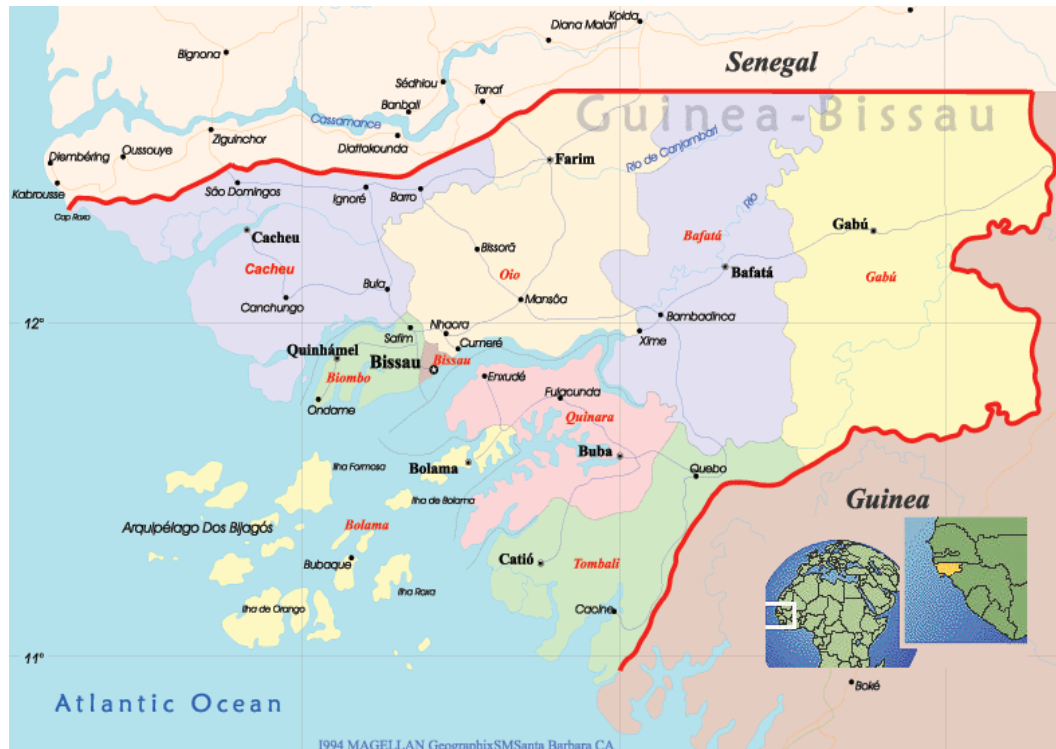 Kolda
Diana Malari
Bignona
Senegal
Sédhiou
Tanaf
Banbali
Guinea-Bissau
Cassamance
Ziguinchor
Diattakounda
Oussouye
Diembéring
Farim
Rio de Canjambari
Kabrousse
São Domingos
Ignoré
Barro
Rio
Cap Roxo
Gabú
Cacheu
Bissorã
Bafatá
Cacheu
Oio
Bafatá
Gabú
Bula
Canchungo
Mansôa
Bambadinca
12°
Nhacra
Safim
Xime
Cumeré
Quinhámel
Bissau
Bissau
Biombo
Enxudé
Ondame
Fulacunda
Quinara
Buba
Ilha Formosa
Bolama
Quebo
Ilha de Bolama
Guinea
Arquipélago Dos Bijagós
Bolama
Bubaque
Catió
Tombali
Ilha Roxa
Ilha de Orango
Cacine
11°
Boké
Atlantic Ocean
1994 MAGELLAN GeographixSMSanta Barbara CA